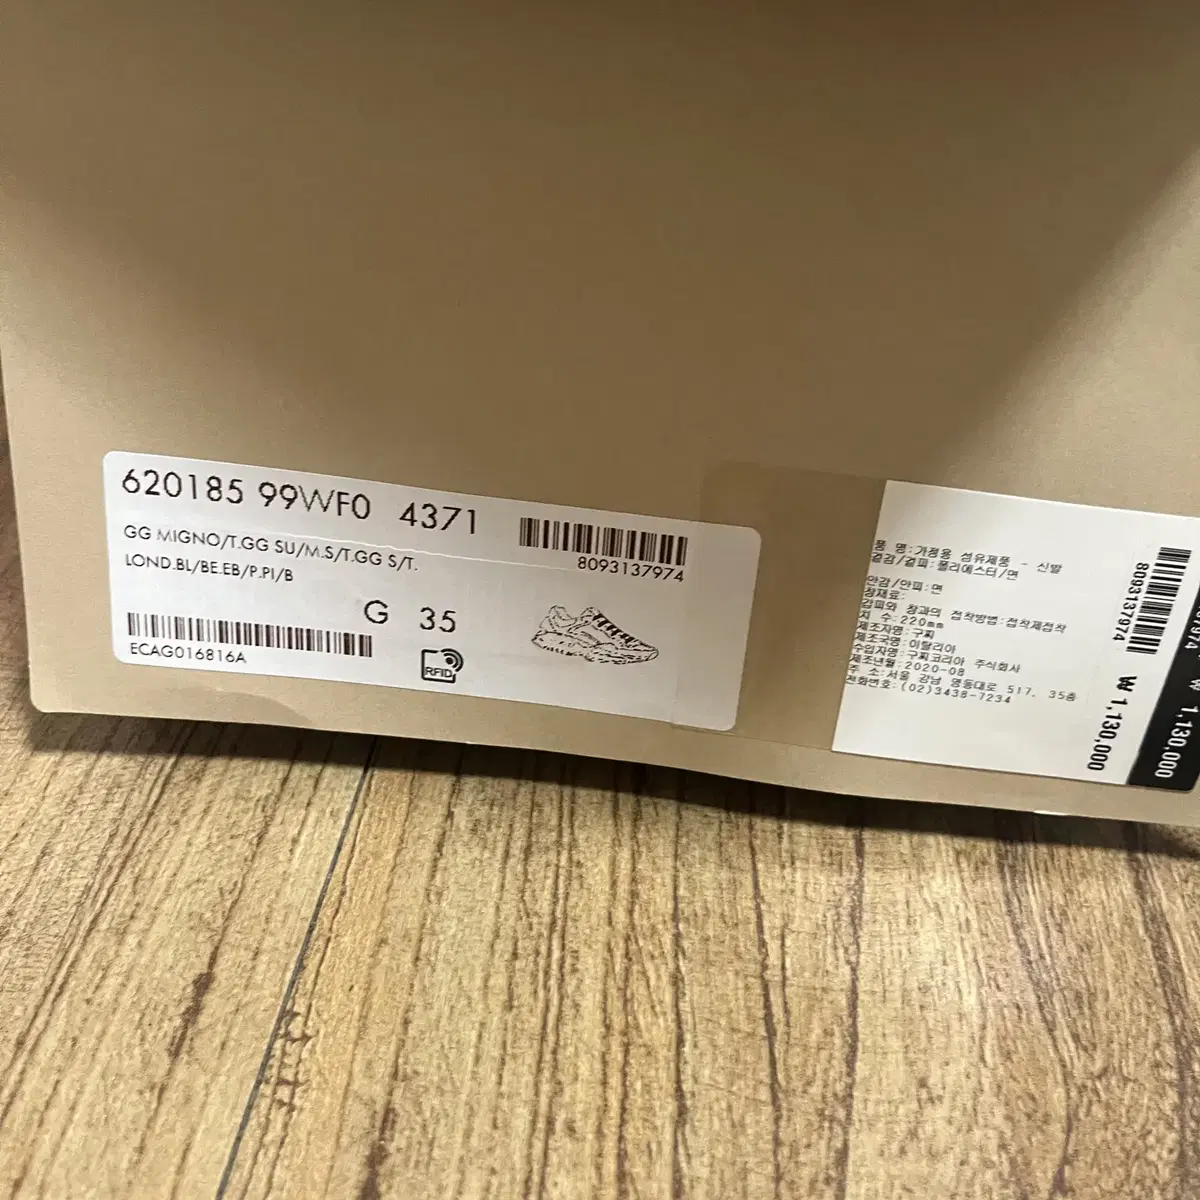 620185 99WF0 4371
8093137974
GG MIGNO/T.GG SU/M.S/T.GG S/T.
LOND.BL/BE.EB/P.PI/B
G 35
ECAG016816A
RFID
품 명:가정용 섬유제품 - 신발
겉감/겉피:폴리에스터/면
안감/안피:면
창재료:
갑피와 창과의 접착방법:접착제접착
치 수:220mm
제조자명:구찌
제조국명:이탈리아
수입자명:구찌코리아 주식회사
제조년월:2020-08
주 소:서울 강남 영동대로 517, 35층
전화번호:(02)3438-7234
8093137974
₩ 1,130,000
₩ 1,130,000